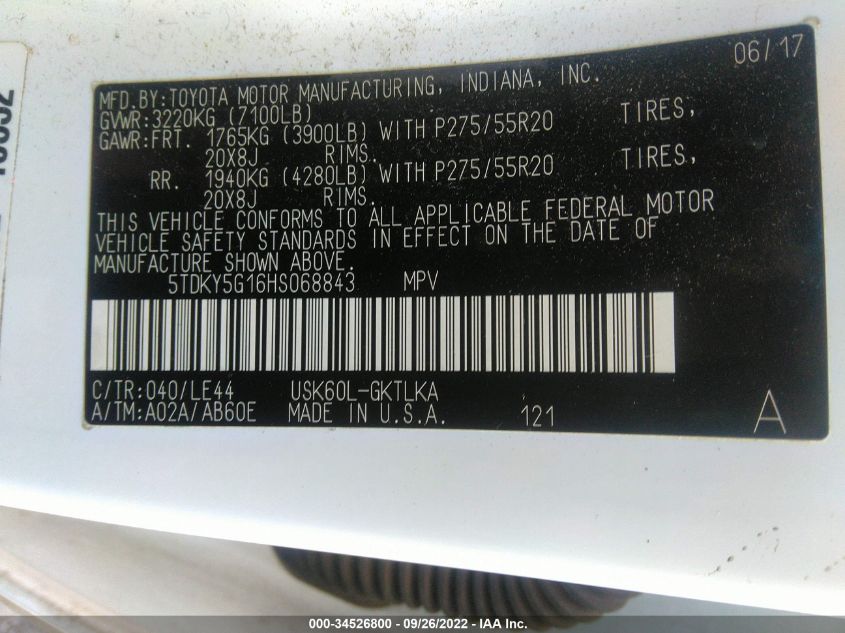 06/17
MFD.BY:TOYOTA MOTOR MANUFACTURING, INDIANA, INC.
GVWR:3220KG (7100LB)
GAWR:FRT. 1765KG (3900LB) WITH P275/55R20 TIRES,
20X8J RIMS.
RR. 1940KG (4280LB) WITH P275/55R20 TIRES,
20X8J RIMS.
THIS VEHICLE CONFORMS TO ALL APPLICABLE FEDERAL MOTOR
VEHICLE SAFETY STANDARDS IN EFFECT ON THE DATE OF
MANUFACTURE SHOWN ABOVE.
5TDKY5G16HS068843 MPV
C/TR:040/LE44 USK60L-GKTLKA
A/TM:A02A/AB60E MADE IN U.S.A. 121 A
000-34526800 - 09/26/2022 - IAA Inc.